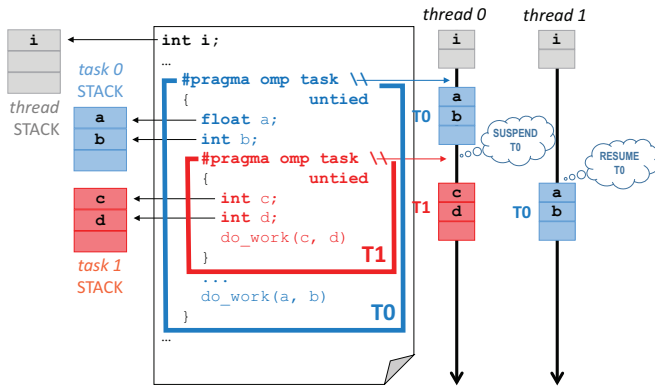 i
thread
STACK
task 0
STACK
a
b
c
d
task 1
STACK
int i;
…
#pragma omp task \\
{ untied
float a;
int b;
#pragma omp task \\
{ untied
int c;
int d;
do_work(c, d)
} T1
...
do_work(a, b)
} T0
…
thread 0
i
T0
a
b
SUSPEND
T0
T1
c
d
thread 1
i
RESUME
T0
T0
a
b